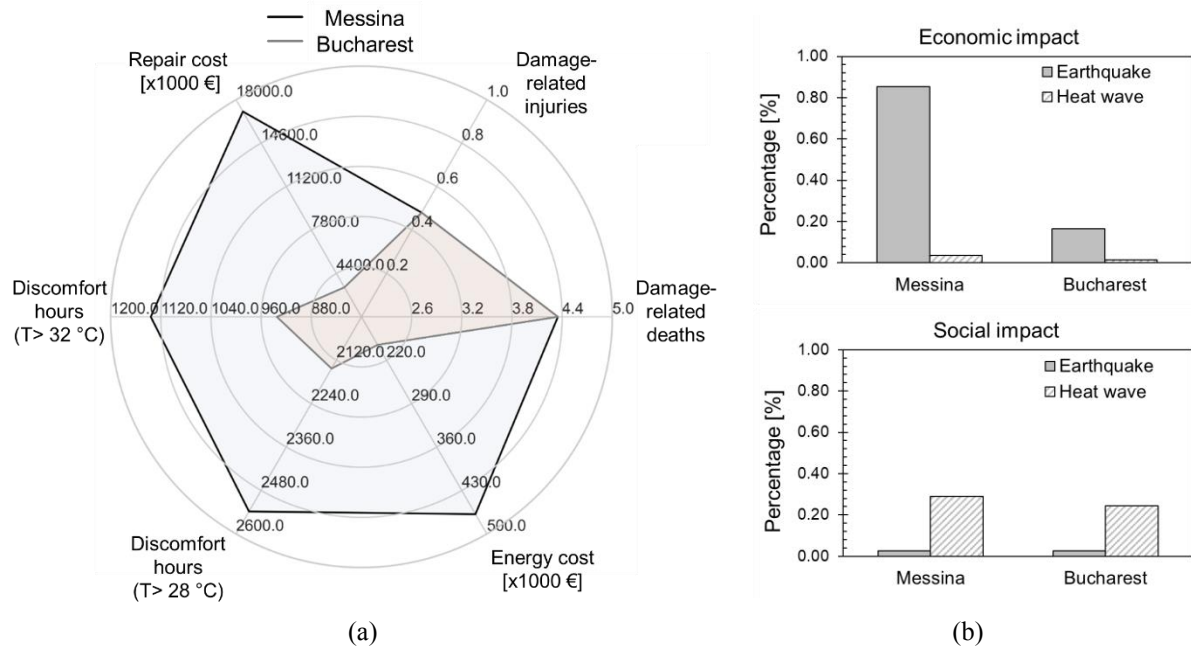 Messina
Bucharest
Repair cost
[x1000 €]
Damage-
related
injuries
18000.0
14600.0
11200.0
7800.0
4400.0
1.0
0.8
0.6
0.4
0.2
Discomfort
hours
(T> 32 °C)
1200.0
1120.0
1040.0
960.0
880.0
2.6
3.2
3.8
4.4
5.0
Damage-
related
deaths
2120.0
2240.0
2360.0
2480.0
2600.0
220.0
290.0
360.0
430.0
500.0
Discomfort
hours
(T> 28 °C)
Energy cost
[x1000 €]
(a)
Economic impact
Percentage [%]
1.00
0.80
0.60
0.40
0.20
0.00
Earthquake
Heat wave
Messina
Bucharest
Social impact
Percentage [%]
1.00
0.80
0.60
0.40
0.20
0.00
Earthquake
Heat wave
Messina
Bucharest
(b)